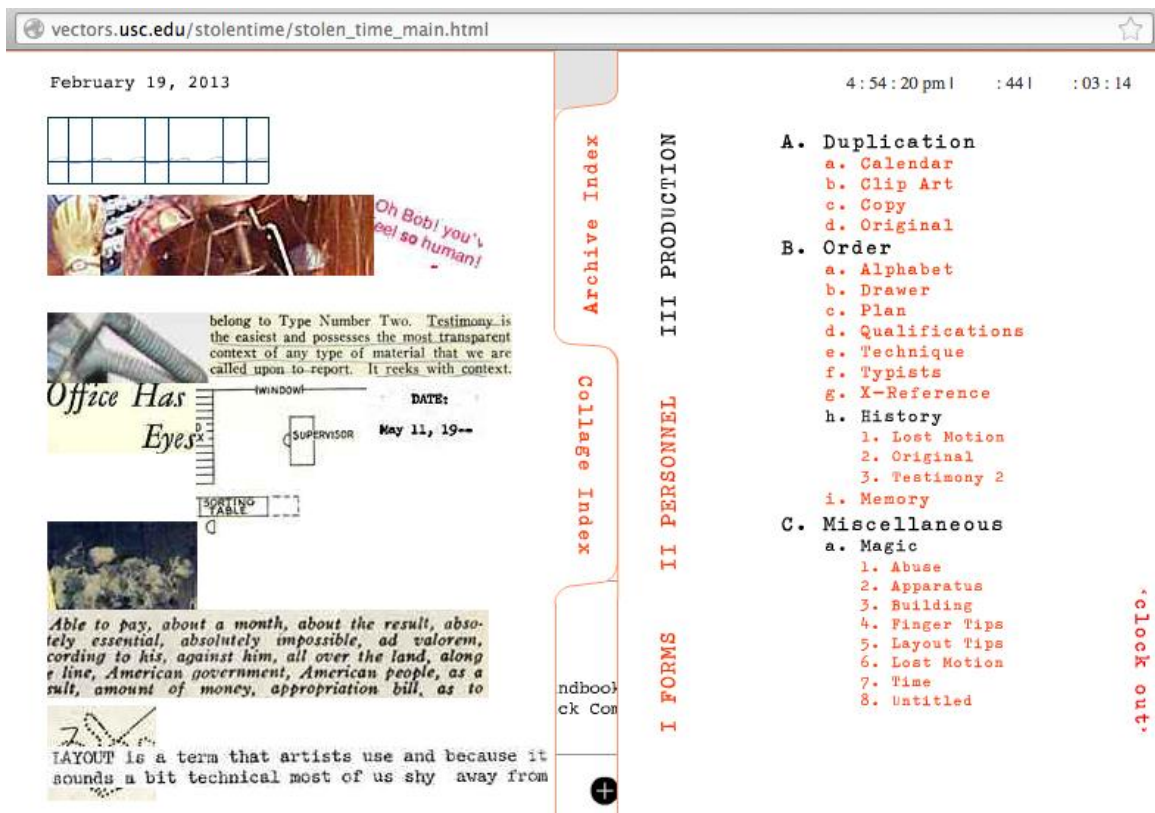 vectors.usc.edu/stolentime/stolen_time_main.html
February 19, 2013
Oh Bob! you'
eel so human!
belong to Type Number Two. Testimony is
the easiest and possesses the most transparent
context of any type of material that we are
called upon to report. It reeks with context.
Office Has
Eyes
WINDOW
SUPERVISOR
SORTING
TABLE
DATE:
May 11, 19--
Able to pay, about a month, about the result, abso-
tely essential, absolutely impossible, ad valorem,
cording to his, against him, all over the land, along
e line, American government, American people, as a
sult, amount of money, appropriation bill, as to
LAYOUT is a term that artists use and because it
sounds a bit technical most of us shy away from
Archive Index
Collage Index
ndbook
ck Com
4:54:20 pm | :44 | :03:14
III PRODUCTION
II PERSONNEL
I FORMS
A. Duplication
a. Calendar
b. Clip Art
c. Copy
d. Original
B. Order
a. Alphabet
b. Drawer
c. Plan
d. Qualifications
e. Technique
f. Typists
g. X-Reference
h. History
1. Lost Motion
2. Original
3. Testimony 2
i. Memory
C. Miscellaneous
a. Magic
1. Abuse
2. Apparatus
3. Building
4. Finger Tips
5. Layout Tips
6. Lost Motion
7. Time
8. Untitled
'clock out'